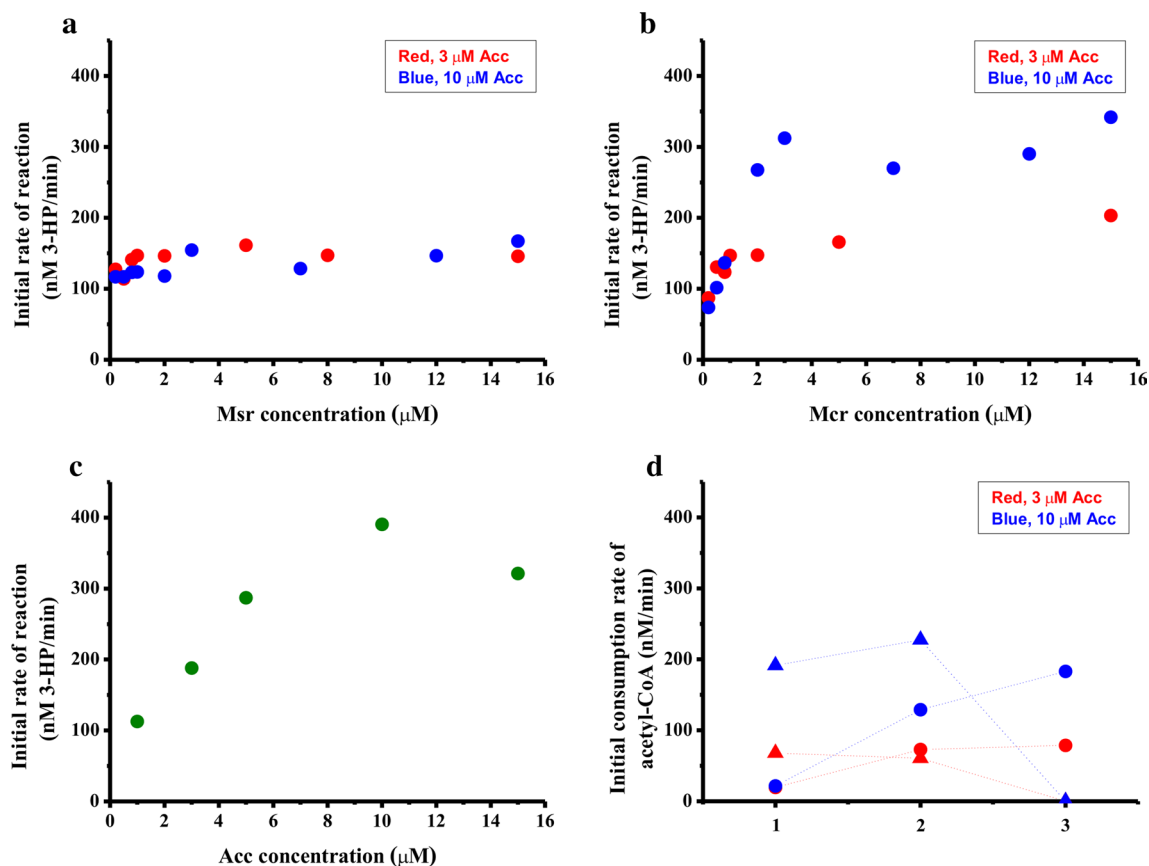 a
Red, 3 μM Acc
Blue, 10 μM Acc
400
300
200
100
0
Initial rate of reaction
(nM 3-HP/min)
0 2 4 6 8 10 12 14 16
Msr concentration (μM)
b
Red, 3 μM Acc
Blue, 10 μM Acc
400
300
200
100
0
Initial rate of reaction
(nM 3-HP/min)
0 2 4 6 8 10 12 14 16
Mcr concentration (μM)
c
400
300
200
100
0
Initial rate of reaction
(nM 3-HP/min)
0 2 4 6 8 10 12 14 16
Acc concentration (μM)
d
Red, 3 μM Acc
Blue, 10 μM Acc
400
300
200
100
0
Initial consumption rate of
acetyl-CoA (nM/min)
1 2 3